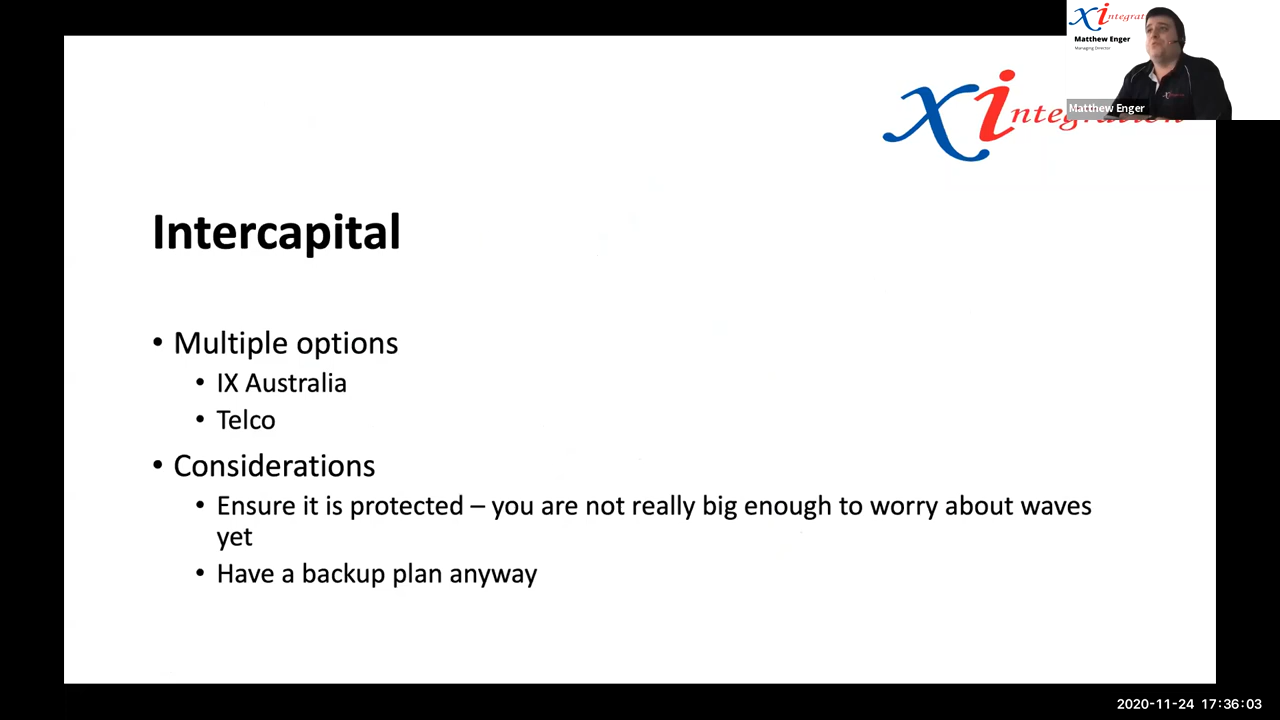 xintegrat
Matthew Enger
Managing Director
Matthew Enger
xintegration
Intercapital
• Multiple options
• IX Australia
• Telco
• Considerations
• Ensure it is protected – you are not really big enough to worry about waves
yet
• Have a backup plan anyway
2020-11-24 17:36:03